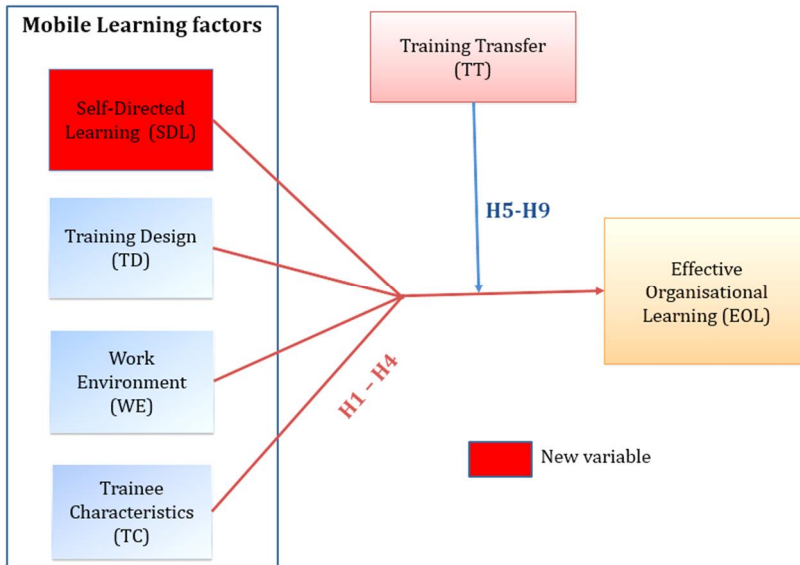 Mobile Learning factors
Self-Directed
Learning (SDL)
Training Design
(TD)
Work
Environment
(WE)
Trainee
Characteristics
(TC)
H1 – H4
Training Transfer
(TT)
H5-H9
Effective
Organisational
Learning (EOL)
New variable